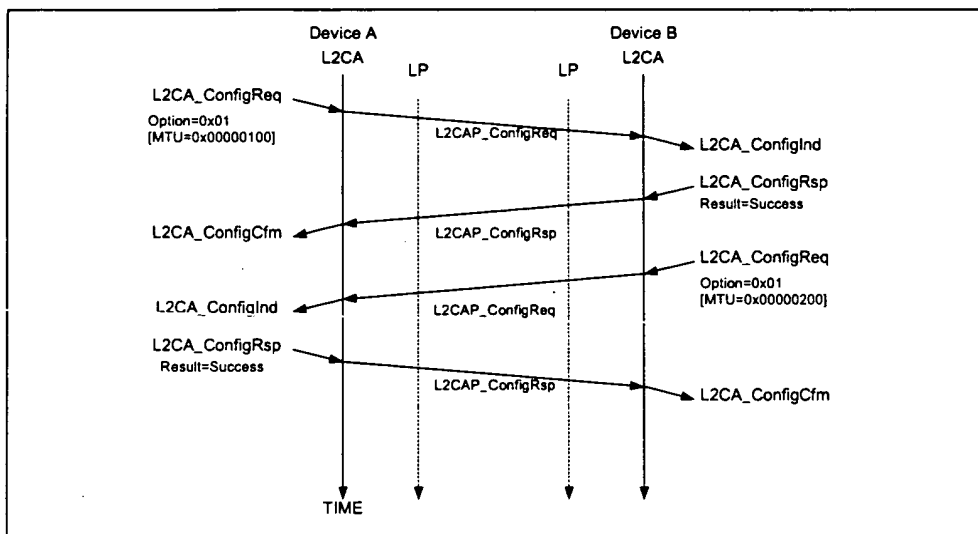 Device A
Device B
L2CA
LP
LP
L2CA
L2CA_ConfigReq
Option=0x01
[MTU=0x00000100]
L2CAP_ConfigReq
L2CA_ConfigInd
L2CA_ConfigRsp
Result=Success
L2CAP_ConfigRsp
L2CA_ConfigCfm
L2CA_ConfigReq
Option=0x01
[MTU=0x00000200]
L2CAP_ConfigReq
L2CA_ConfigInd
L2CA_ConfigRsp
Result=Success
L2CAP_ConfigRsp
L2CA_ConfigCfm
TIME